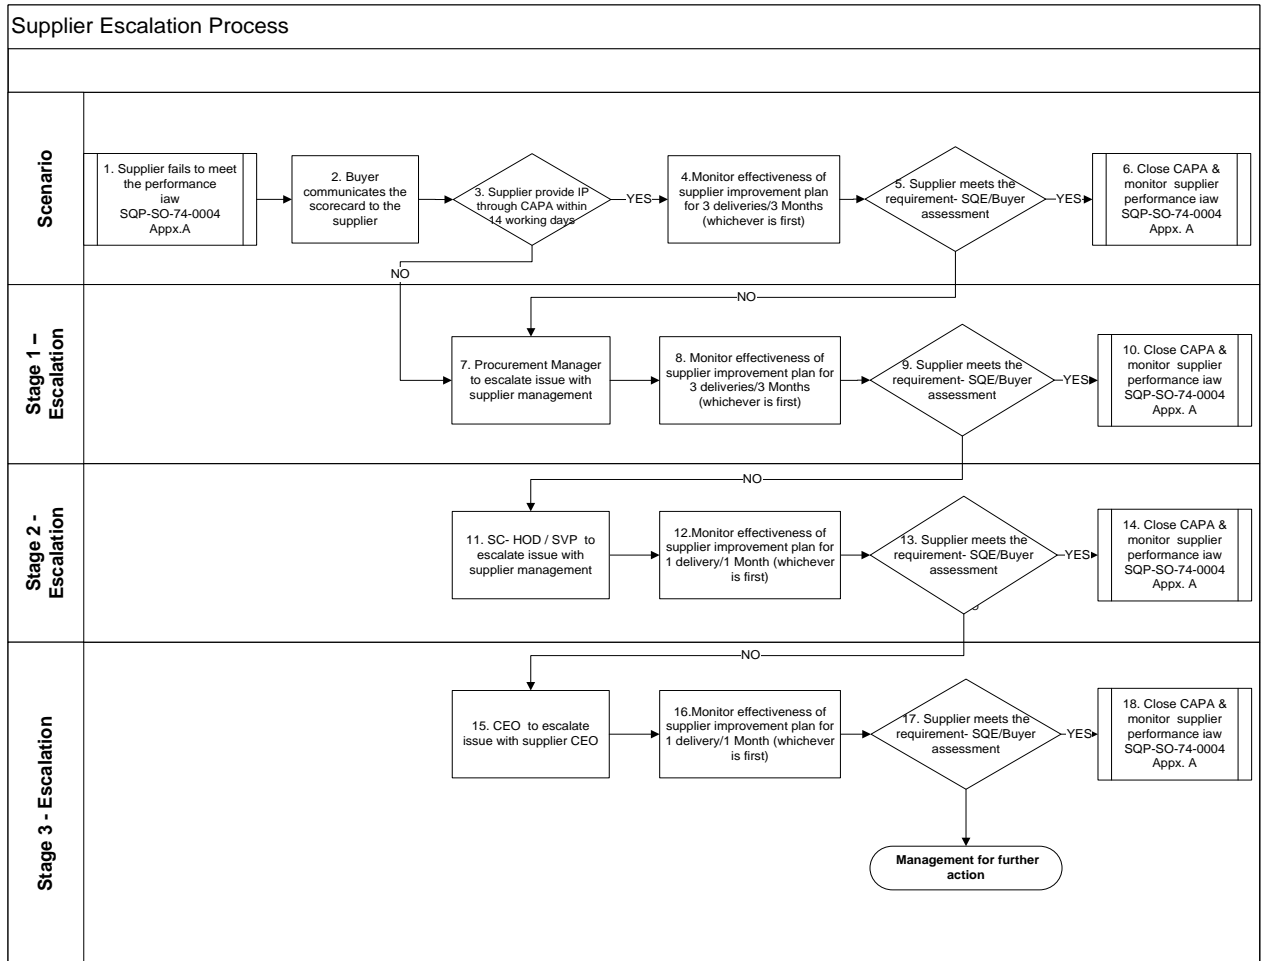 Supplier Escalation Process
Scenario
1. Supplier fails to meet
the performance
iaw
SQP-SO-74-0004
Appx.A
2. Buyer
communicates the
scorecard to the
supplier
3. Supplier provide IP
through CAPA within
14 working days
YES
4.Monitor effectiveness of
supplier improvement plan
for 3 deliveries/3 Months
(whichever is first)
5. Supplier meets the
requirement- SQE/Buyer
assessment
YES
6. Close CAPA &
monitor supplier
performance iaw
SQP-SO-74-0004
Appx. A
NO
NO
Stage 1 –
Escalation
7. Procurement Manager
to escalate issue with
supplier management
8. Monitor effectiveness of
supplier improvement plan for
3 deliveries/3 Months
(whichever is first)
9. Supplier meets the
requirement- SQE/Buyer
assessment
YES
10. Close CAPA &
monitor supplier
performance iaw
SQP-SO-74-0004
Appx. A
NO
Stage 2 -
Escalation
11. SC- HOD / SVP to
escalate issue with
supplier management
12.Monitor effectiveness of
supplier improvement plan for
1 delivery/1 Month (whichever
is first)
13. Supplier meets the
requirement- SQE/Buyer
assessment
YES
14. Close CAPA &
monitor supplier
performance iaw
SQP-SO-74-0004
Appx. A
NO
Stage 3 - Escalation
15. CEO to escalate
issue with supplier CEO
16.Monitor effectiveness of
supplier improvement plan for
1 delivery/1 Month (whichever
is first)
17. Supplier meets the
requirement- SQE/Buyer
assessment
YES
18. Close CAPA &
monitor supplier
performance iaw
SQP-SO-74-0004
Appx. A
Management for further
action